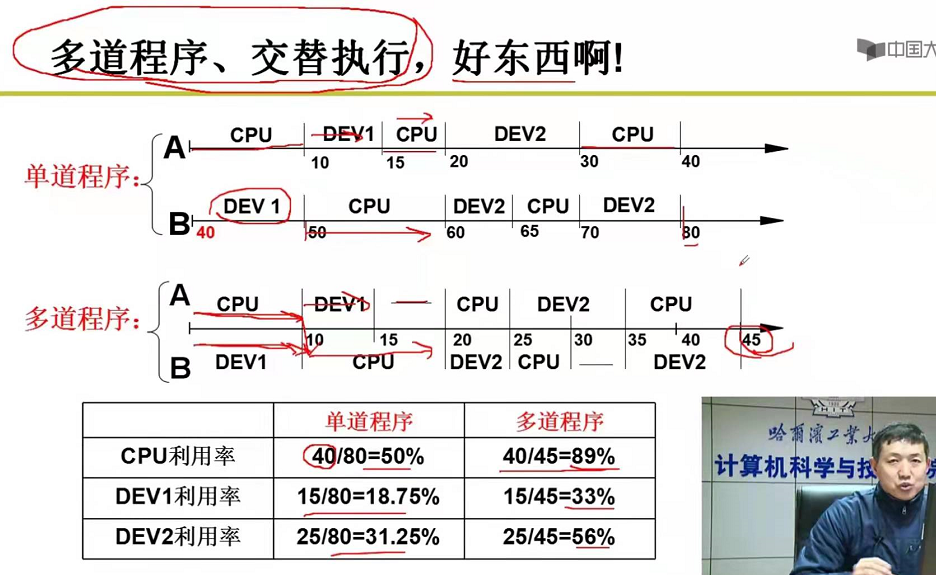 多道程序、交替执行，好东西啊!
中国大
单道程序：
A CPU DEV1 CPU DEV2 CPU
10 15 20 30 40
B DEV 1 CPU DEV2 CPU DEV2
40 50 60 65 70 80
多道程序：
A CPU DEV1 CPU DEV2 CPU
10 15 20 25 30 35 40 45
B DEV1 CPU DEV2 CPU DEV2
单道程序 多道程序
CPU利用率 40/80=50% 40/45=89%
DEV1利用率 15/80=18.75% 15/45=33%
DEV2利用率 25/80=31.25% 25/45=56%
HIT
哈尔滨工业大
计算机科学与技